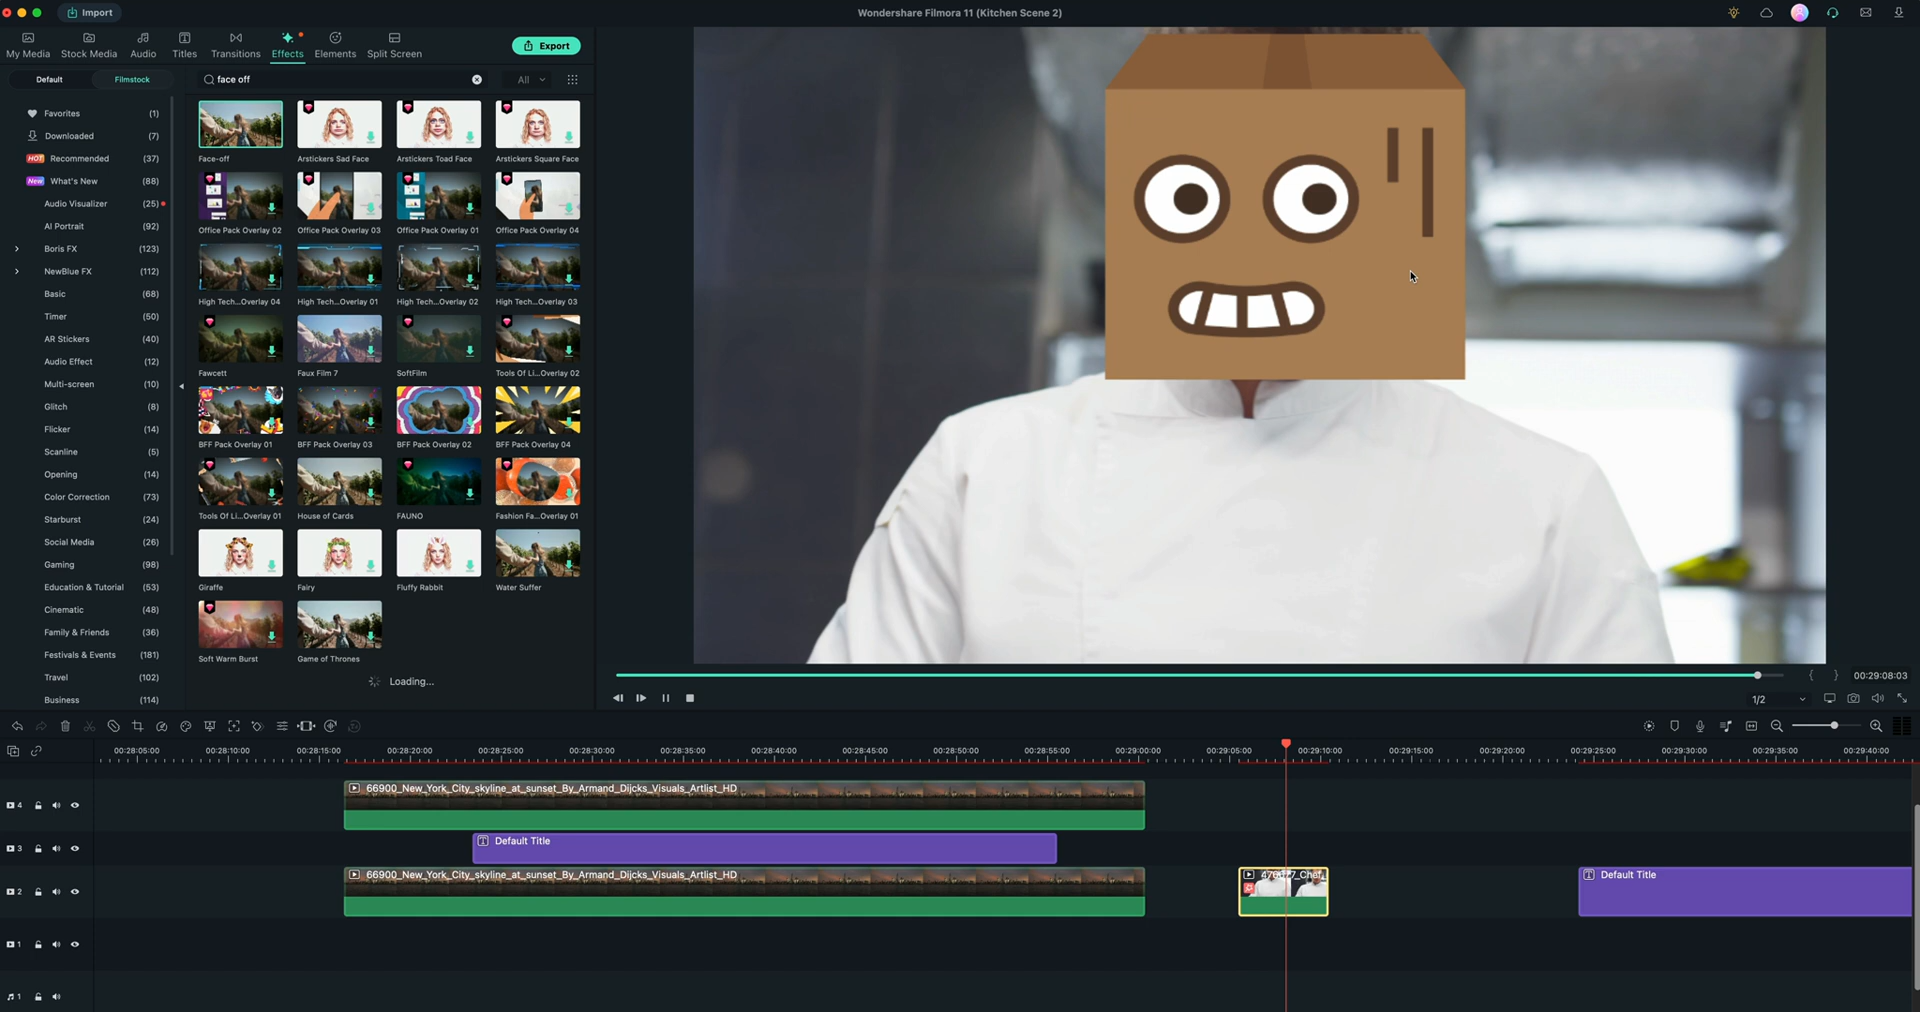 Import
Wondershare Filmora 11 (Kitchen Scene 2)
My Media
Stock Media
Audio
Titles
Transitions
Effects
Elements
Split Screen
Export
Default
Filmstock
face off
All
Favorites (1)
Downloaded (7)
HOT Recommended (37)
New What's New (88)
Audio Visualizer (25)
AI Portrait (92)
Boris FX (123)
NewBlue FX (112)
Basic (68)
Timer (50)
AR Stickers (40)
Audio Effect (12)
Multi-screen (10)
Glitch (8)
Flicker (14)
Scanline (5)
Opening (14)
Color Correction (73)
Starburst (24)
Social Media (26)
Gaming (98)
Education & Tutorial (53)
Cinematic (48)
Family & Friends (36)
Festivals & Events (181)
Travel (102)
Business (114)
Face-off
Arstickers Sad Face
Arstickers Toad Face
Arstickers Square Face
Office Pack Overlay 02
Office Pack Overlay 03
Office Pack Overlay 01
Office Pack Overlay 04
High Tech...Overlay 04
High Tech...Overlay 01
High Tech...Overlay 02
High Tech...Overlay 03
Fawcett
Faux Film 7
SoftFilm
Tools Of Li...Overlay 02
BFF Pack Overlay 01
BFF Pack Overlay 03
BFF Pack Overlay 02
BFF Pack Overlay 04
Tools Of Li...Overlay 01
House of Cards
FAUNO
Fashion Fa...Overlay 01
Giraffe
Fairy
Fluffy Rabbit
Water Suffer
Soft Warm Burst
Game of Thrones
Loading...
00:29:08:03
1/2
00:28:05:00
00:28:10:00
00:28:15:00
00:28:20:00
00:28:25:00
00:28:30:00
00:28:35:00
00:28:40:00
00:28:45:00
00:28:50:00
00:28:55:00
00:29:00:00
00:29:05:00
00:29:10:00
00:29:15:00
00:29:20:00
00:29:25:00
00:29:30:00
00:29:35:00
00:29:40:00
4
66900_New_York_City_skyline_at_sunset_By_Armand_Dijcks_Visuals_Artlist_HD
3
Default Title
2
66900_New_York_City_skyline_at_sunset_By_Armand_Dijcks_Visuals_Artlist_HD
Default Title
1
1